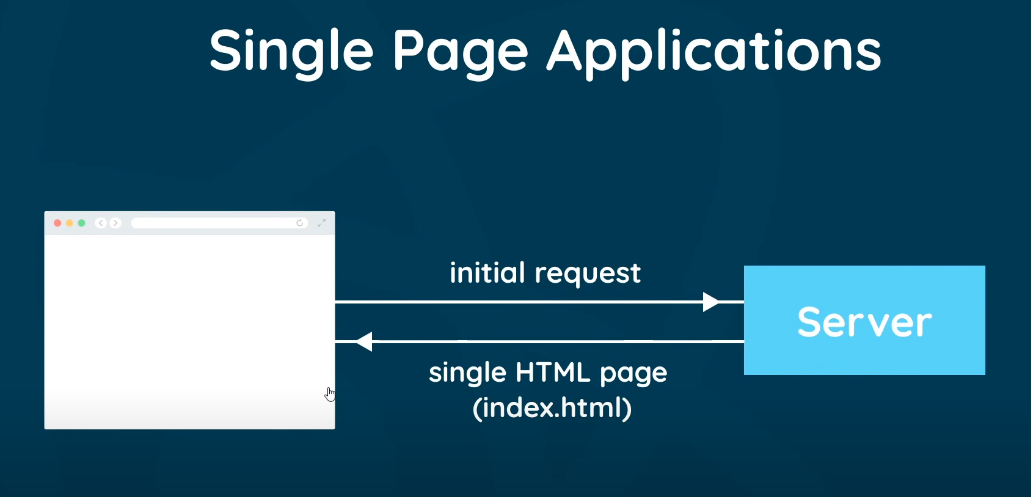 Single Page Applications
initial request
Server
single HTML page
(index.html)